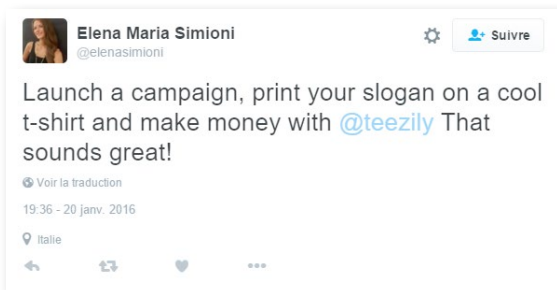 Elena Maria Simioni
@elenasimioni
Suivre
Launch a campaign, print your slogan on a cool
t-shirt and make money with @teezily That
sounds great!
Voir la traduction
19:36 - 20 janv. 2016
Italie